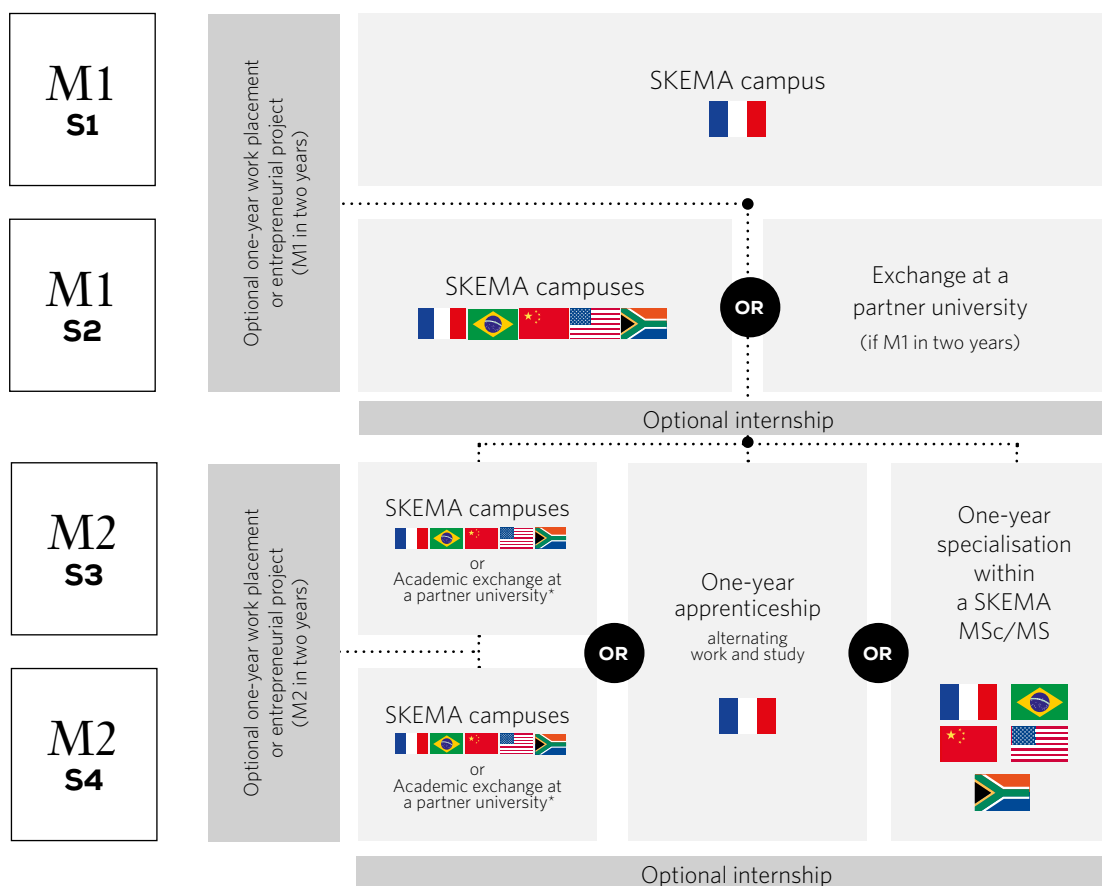 M1
S1
Optional one-year work placement
or entrepreneurial project
(M1 in two years)
SKEMA campus
M1
S2
SKEMA campuses
OR
Exchange at a
partner university
(if M1 in two years)
Optional internship
M2
S3
Optional one-year work placement
or entrepreneurial project
(M2 in two years)
SKEMA campuses
or
Academic exchange at
a partner university*
OR
One-year
apprenticeship
alternating
work and study
OR
One-year
specialisation
within
a SKEMA
MSc/MS
M2
S4
SKEMA campuses
or
Academic exchange at
a partner university*
Optional internship